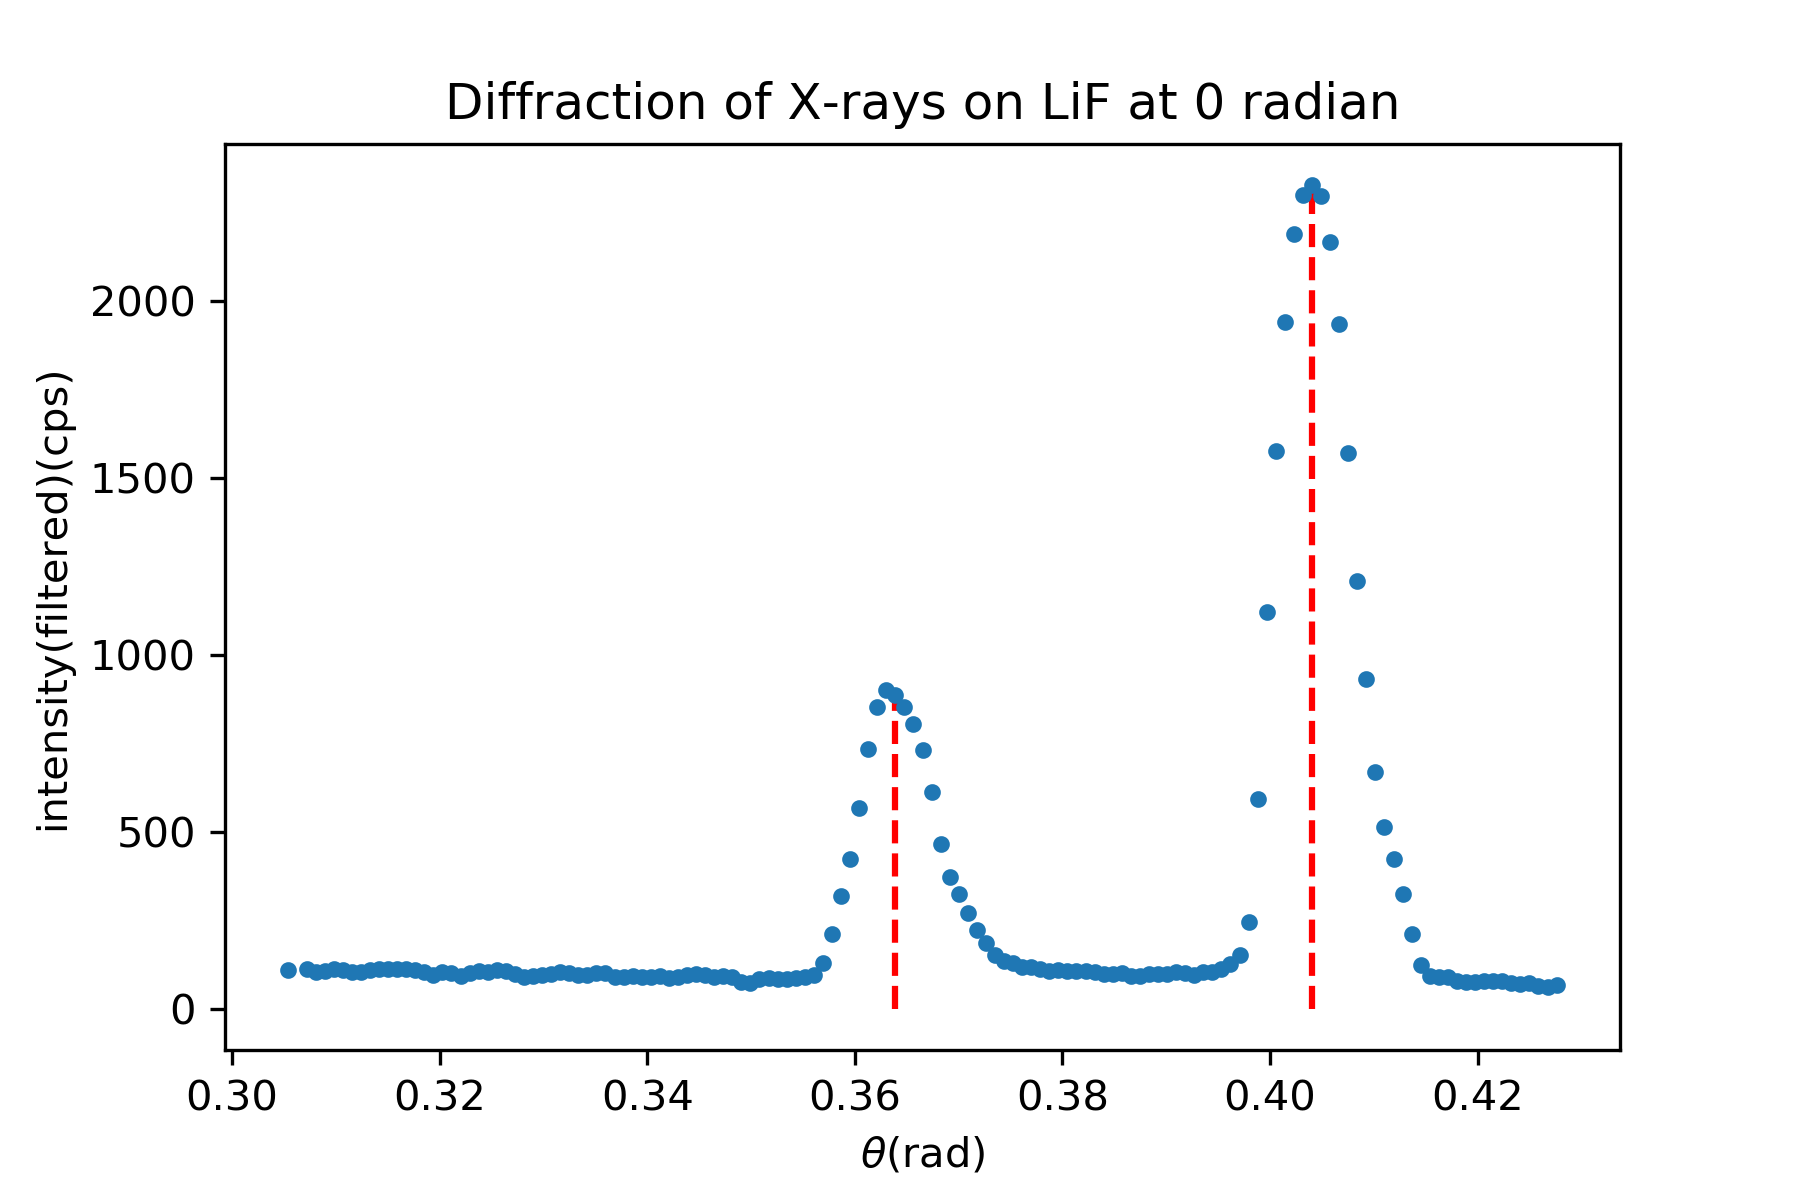 Diffraction of X-rays on LiF at 0 radian
intensity(filtered)(cps)
2000
1500
1000
500
0
0.30 0.32 0.34 0.36 0.38 0.40 0.42
θ(rad)